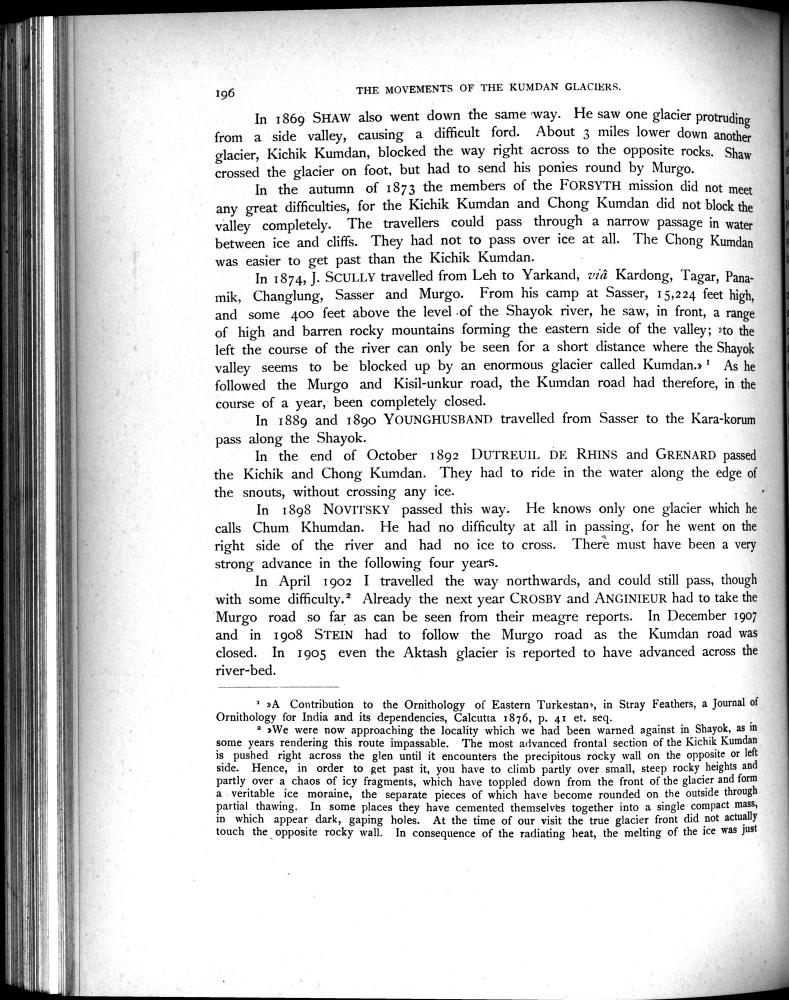 196 THE MOVEMENTS OF THE KUMDAN GLACIERS.
In 1869 SHAW also went down the same way. He saw one glacier protruding
from a side valley, causing a difficult ford. About 3 miles lower down another
glacier, Kichik Kumdan, blocked the way right across to the opposite rocks. Shaw
crossed the glacier on foot, but had to send his ponies round by Murgo.
In the autumn of 1873 the members of the FORSYTH mission did not meet
any great difficulties, for the Kichik Kumdan and Chong Kumdan did not block the
valley completely. The travellers could pass through a narrow passage in water
between ice and cliffs. They had not to pass over ice at all. The Chong Kumdan
was easier to get past than the Kichik Kumdan.
In 1874, J. SCULLY travelled from Leh to Yarkand, viâ Kardong, Tagar, Pana-
mik, Changlung, Sasser and Murgo. From his camp at Sasser, 15,224 feet high,
and some 400 feet above the level of the Shayok river, he saw, in front, a range
of high and barren rocky mountains forming the eastern side of the valley; »to the
left the course of the river can only be seen for a short distance where the Shayok
valley seems to be blocked up by an enormous glacier called Kumdan.» ¹ As he
followed the Murgo and Kisil-unkur road, the Kumdan road had therefore, in the
course of a year, been completely closed.
In 1889 and 1890 YOUNGHUSBAND travelled from Sasser to the Kara-korum
pass along the Shayok.
In the end of October 1892 DUTREUIL DE RHINS and GRENARD passed
the Kichik and Chong Kumdan. They had to ride in the water along the edge of
the snouts, without crossing any ice.
In 1898 NOVITSKY passed this way. He knows only one glacier which he
calls Chum Khumdan. He had no difficulty at all in passing, for he went on the
right side of the river and had no ice to cross. There must have been a very
strong advance in the following four years.
In April 1902 I travelled the way northwards, and could still pass, though
with some difficulty.² Already the next year CROSBY and ANGINIEUR had to take the
Murgo road so far as can be seen from their meagre reports. In December 1907
and in 1908 STEIN had to follow the Murgo road as the Kumdan road was
closed. In 1905 even the Aktash glacier is reported to have advanced across the
river-bed.
¹ »A Contribution to the Ornithology of Eastern Turkestan», in Stray Feathers, a Journal of
Ornithology for India and its dependencies, Calcutta 1876, p. 41 et. seq.
² »We were now approaching the locality which we had been warned against in Shayok, as in
some years rendering this route impassable. The most advanced frontal section of the Kichik Kumdan
is pushed right across the glen until it encounters the precipitous rocky wall on the opposite or left
side. Hence, in order to get past it, you have to climb partly over small, steep rocky heights and
partly over a chaos of icy fragments, which have toppled down from the front of the glacier and form
a veritable ice moraine, the separate pieces of which have become rounded on the outside through
partial thawing. In some places they have cemented themselves together into a single compact mass,
in which appear dark, gaping holes. At the time of our visit the true glacier front did not actually
touch the opposite rocky wall. In consequence of the radiating heat, the melting of the ice was just